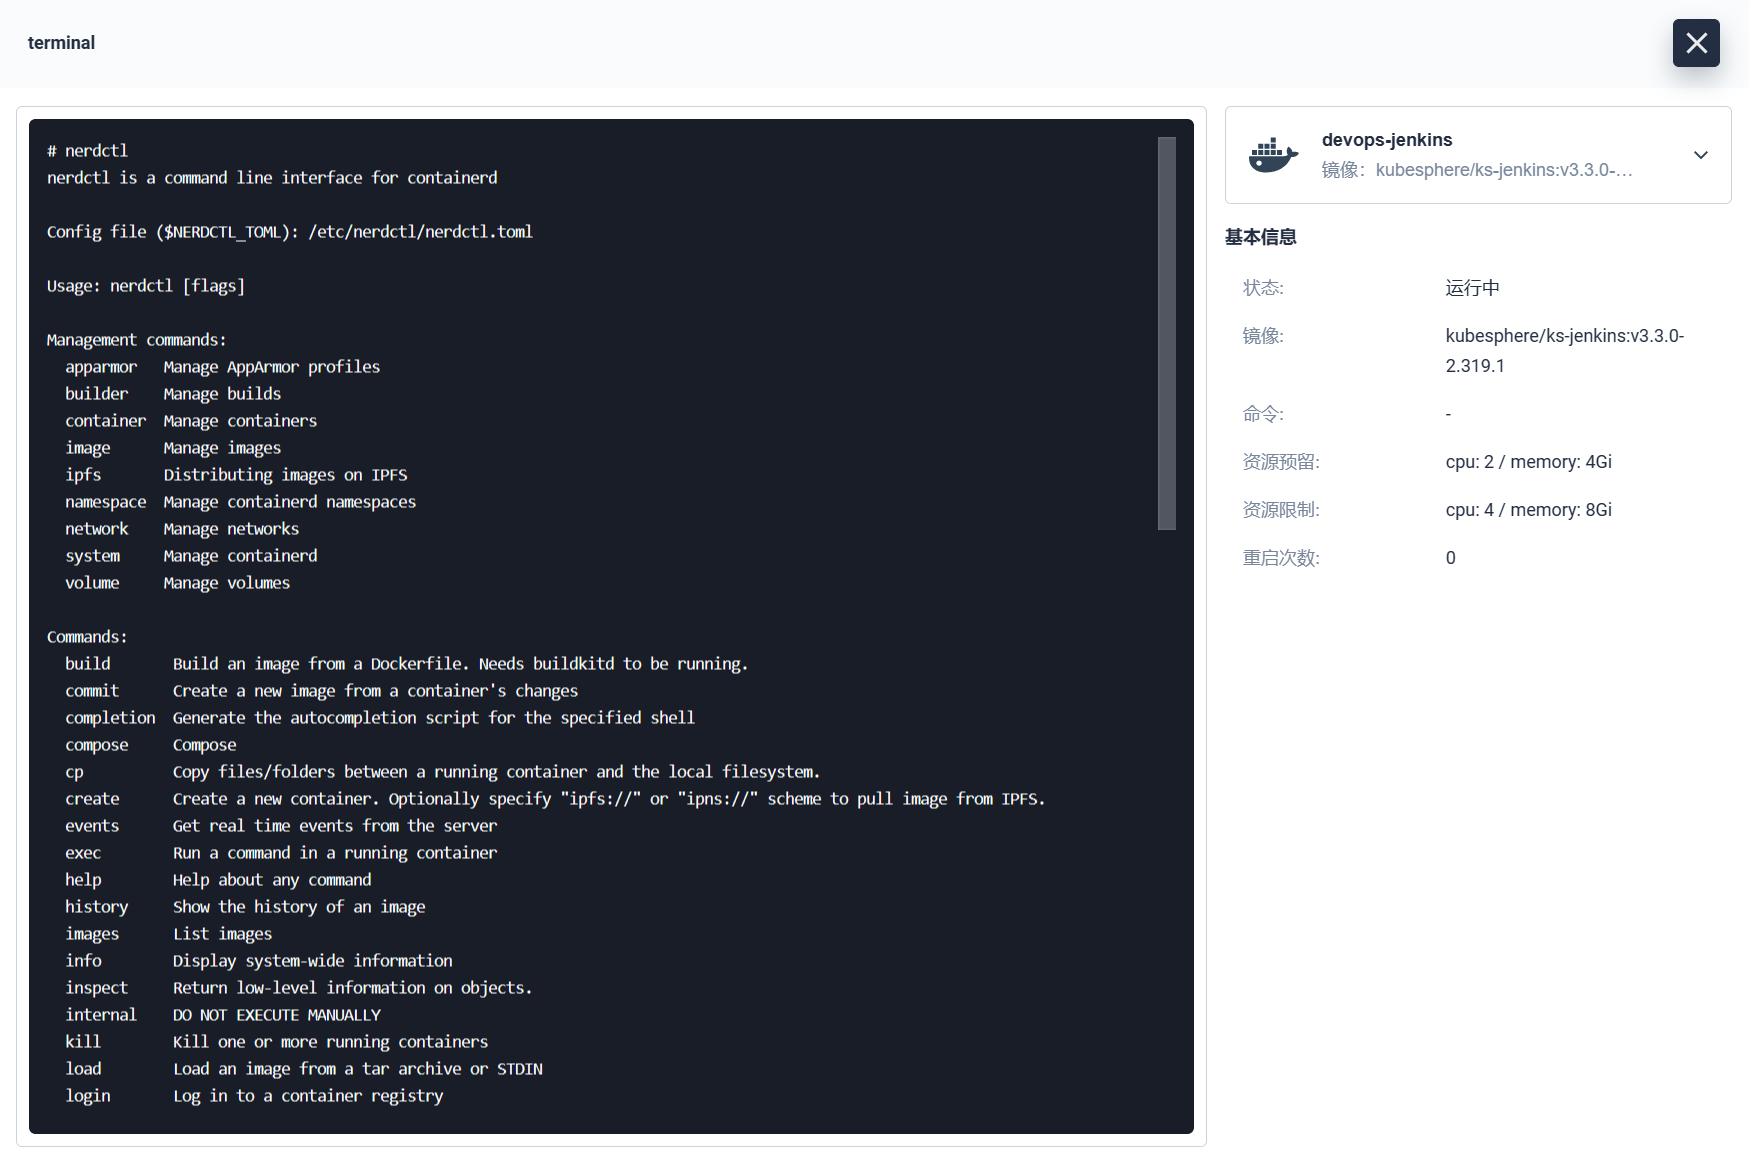 terminal
# nerdctl
nerdctl is a command line interface for containerd
Config file ($NERDCTL_TOML): /etc/nerdctl/nerdctl.toml
Usage: nerdctl [flags]
Management commands:
apparmor   Manage AppArmor profiles
builder    Manage builds
container  Manage containers
image      Manage images
ipfs       Distributing images on IPFS
namespace  Manage containerd namespaces
network    Manage networks
system     Manage containerd
volume     Manage volumes
Commands:
build       Build an image from a Dockerfile. Needs buildkitd to be running.
commit      Create a new image from a container's changes
completion  Generate the autocompletion script for the specified shell
compose     Compose
cp          Copy files/folders between a running container and the local filesystem.
create      Create a new container. Optionally specify "ipfs://" or "ipns://" scheme to pull image from IPFS.
events      Get real time events from the server
exec        Run a command in a running container
help        Help about any command
history     Show the history of an image
images      List images
info        Display system-wide information
inspect     Return low-level information on objects.
internal    DO NOT EXECUTE MANUALLY
kill        Kill one or more running containers
load        Load an image from a tar archive or STDIN
login       Log in to a container registry
devops-jenkins
镜像：kubesphere/ks-jenkins:v3.3.0-…
基本信息
状态: 运行中
镜像: kubesphere/ks-jenkins:v3.3.0-
2.319.1
命令: -
资源预留: cpu: 2 / memory: 4Gi
资源限制: cpu: 4 / memory: 8Gi
重启次数: 0